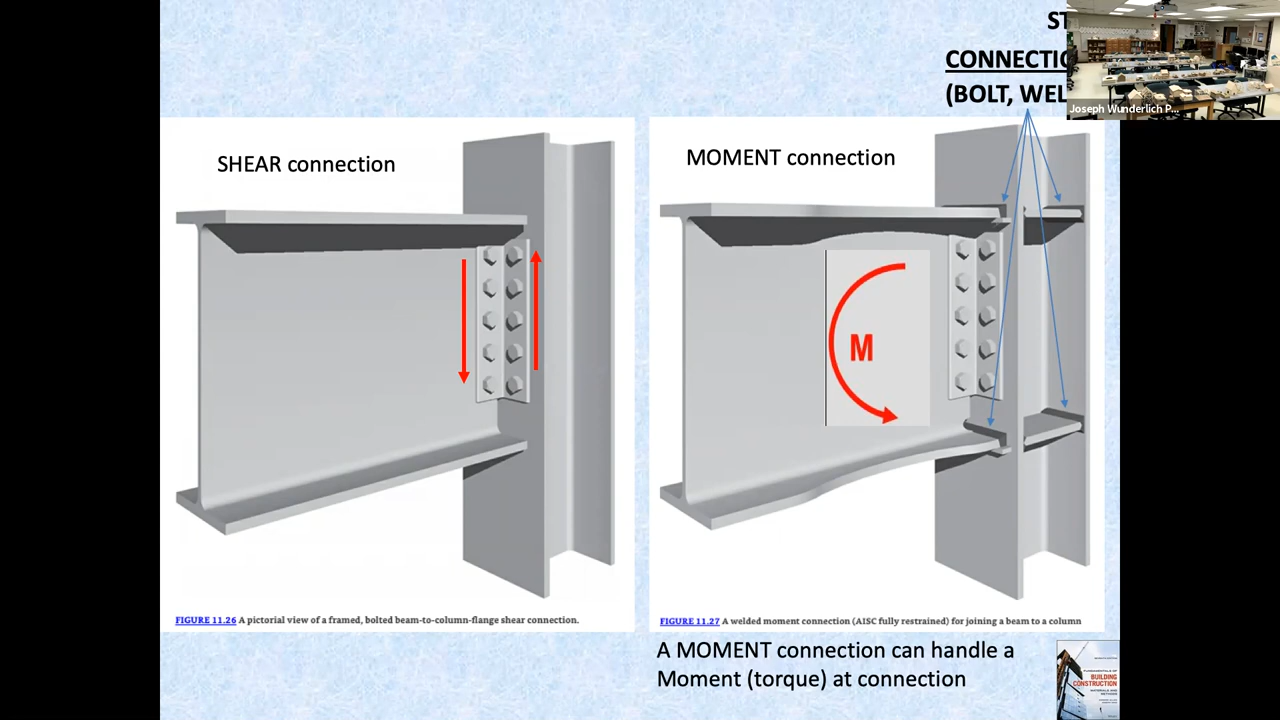 ST
CONNECTIO
(BOLT, WEL
Joseph Wunderlich P...
SHEAR connection
MOMENT connection
M
FIGURE 11.26 A pictorial view of a framed, bolted beam-to-column-flange shear connection.
FIGURE 11.27 A welded moment connection (AISC fully restrained) for joining a beam to a column
A MOMENT connection can handle a
Moment (torque) at connection
BUILDING
CONSTRUCTION